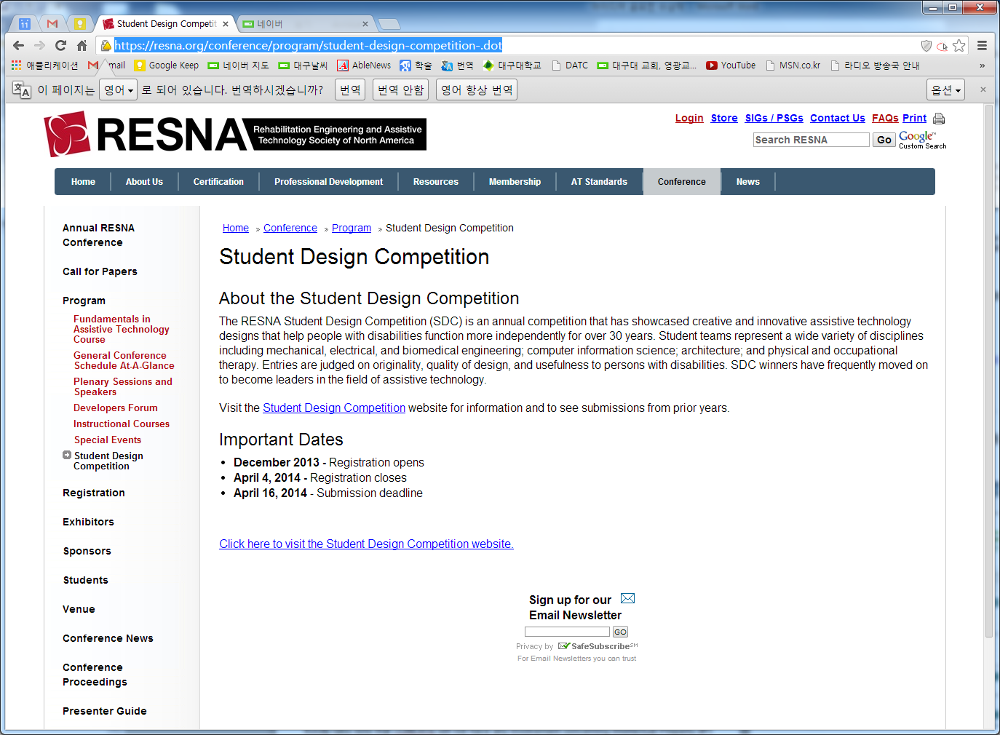 Student Design Competit
네이버
https://resna.org/conference/program/student-design-competition-.dot
애플리케이션
mail
Google Keep
네이버 지도
대구날씨
AbleNews
학술
번역
대구대학교
DATC
대구대 교회, 영광교...
YouTube
MSN.co.kr
라디오 방송국 안내
»
이 페이지는 영어 로 되어 있습니다. 번역하시겠습니까? 번역 번역 안함 영어 항상 번역 옵션
RESNA
Rehabilitation Engineering and Assistive
Technology Society of North America
Login Store SIGs / PSGs Contact Us FAQs Print
Search RESNA Go Google™
Custom Search
Home About Us Certification Professional Development Resources Membership AT Standards Conference News
Annual RESNA
Conference
Call for Papers
Program
Fundamentals in
Assistive Technology
Course
General Conference
Schedule At-A-Glance
Plenary Sessions and
Speakers
Developers Forum
Instructional Courses
Special Events
Student Design
Competition
Registration
Exhibitors
Sponsors
Students
Venue
Conference News
Conference
Proceedings
Presenter Guide
Home » Conference » Program » Student Design Competition
Student Design Competition
About the Student Design Competition
The RESNA Student Design Competition (SDC) is an annual competition that has showcased creative and innovative assistive technology
designs that help people with disabilities function more independently for over 30 years. Student teams represent a wide variety of disciplines
including mechanical, electrical, and biomedical engineering; computer information science; architecture; and physical and occupational
therapy. Entries are judged on originality, quality of design, and usefulness to persons with disabilities. SDC winners have frequently moved on
to become leaders in the field of assistive technology.
Visit the Student Design Competition website for information and to see submissions from prior years.
Important Dates
• December 2013 - Registration opens
• April 4, 2014 - Registration closes
• April 16, 2014 - Submission deadline
Click here to visit the Student Design Competition website.
Sign up for our
Email Newsletter
GO
Privacy by SafeSubscribe℠
For Email Newsletters you can trust